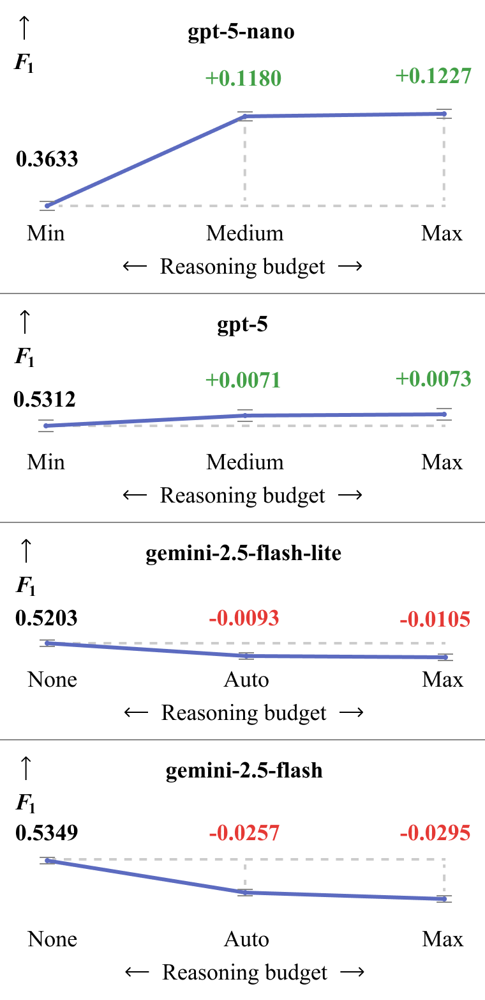 ↑
gpt-5-nano
F1
+0.1180 +0.1227
0.3633
Min Medium Max
← Reasoning budget →
↑
gpt-5
F1
+0.0071 +0.0073
0.5312
Min Medium Max
← Reasoning budget →
↑
gemini-2.5-flash-lite
F1
0.5203 -0.0093 -0.0105
None Auto Max
← Reasoning budget →
↑
gemini-2.5-flash
F1
0.5349 -0.0257 -0.0295
None Auto Max
← Reasoning budget →